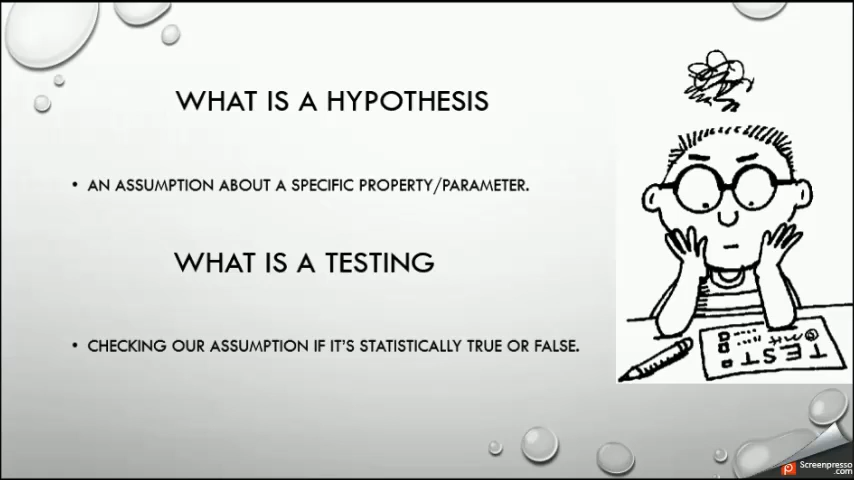 WHAT IS A HYPOTHESIS
• AN ASSUMPTION ABOUT A SPECIFIC PROPERTY/PARAMETER.
WHAT IS A TESTING
• CHECKING OUR ASSUMPTION IF IT'S STATISTICALLY TRUE OR FALSE.
TEST
Screenpresso
.com